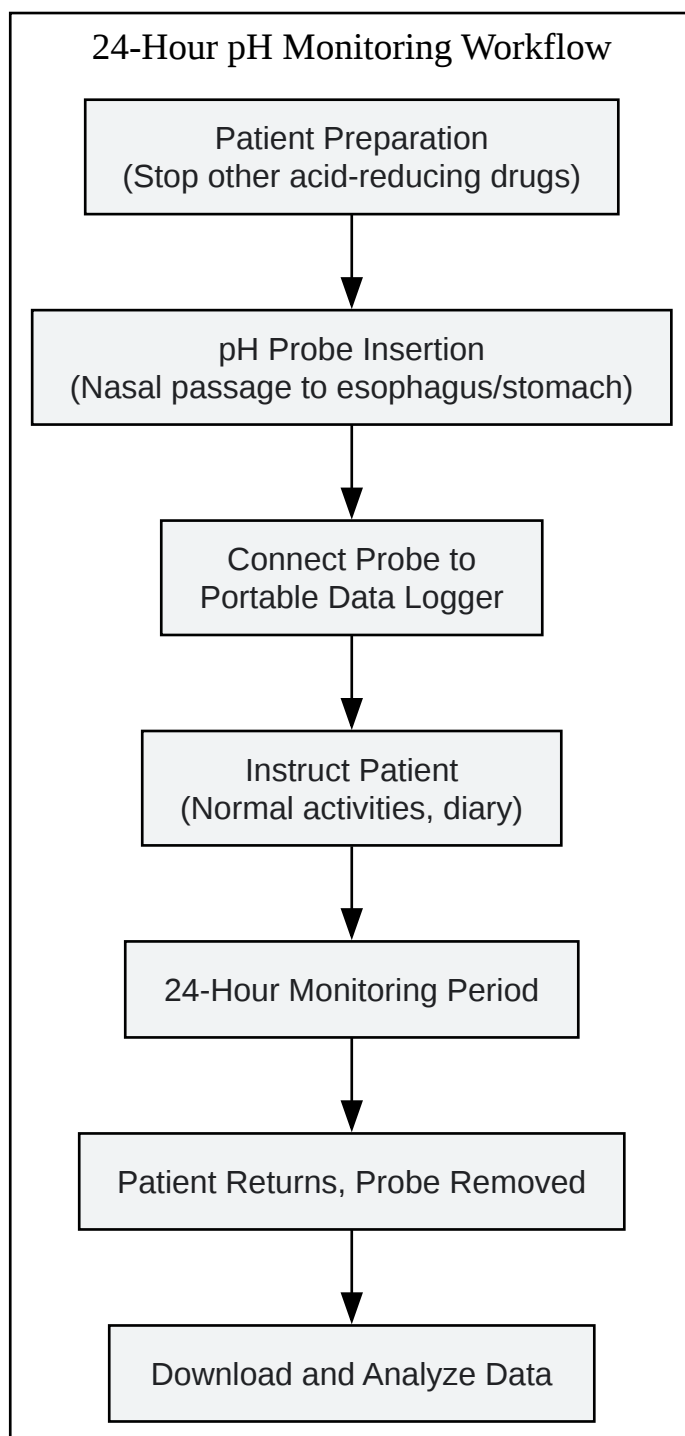 24-Hour pH Monitoring Workflow
Patient Preparation
(Stop other acid-reducing drugs)
pH Probe Insertion
(Nasal passage to esophagus/stomach)
Connect Probe to
Portable Data Logger
Instruct Patient
(Normal activities, diary)
24-Hour Monitoring Period
Patient Returns, Probe Removed
Download and Analyze Data